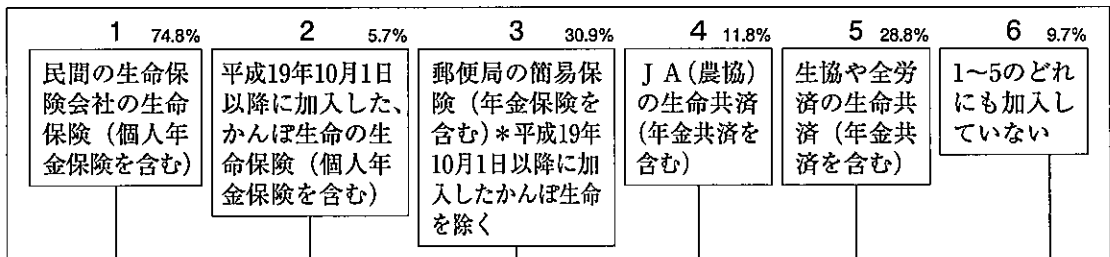 1 74.8%
民間の生命保
険会社の生命
保険（個人年
金保険を含む）
2 5.7%
平成19年10月1日
以降に加入した、
かんぽ生命の生
命保険（個人年
金保険を含む）
3 30.9%
郵便局の簡易保
険（年金保険を
含む）＊平成19年
10月1日以降に加
入したかんぽ生命
を除く
4 11.8%
ＪＡ（農協）
の生命共済
（年金共済を
含む）
5 28.8%
生協や全労
済の生命共
済（年金共
済を含む）
6 9.7%
1～5のどれ
にも加入し
ていない